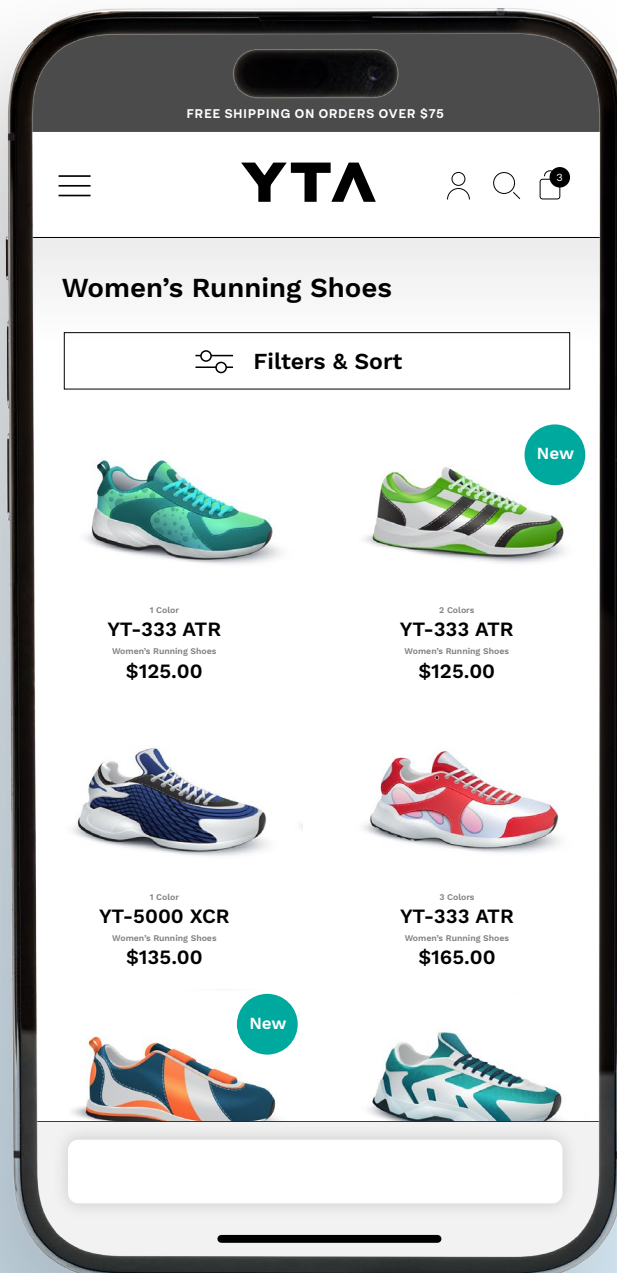 FREE SHIPPING ON ORDERS OVER $75
YTA
3
Women’s Running Shoes
Filters & Sort
New
1 Color
YT-333 ATR
Women’s Running Shoes
$125.00
2 Colors
YT-333 ATR
Women’s Running Shoes
$125.00
1 Color
YT-5000 XCR
Women’s Running Shoes
$135.00
3 Colors
YT-333 ATR
Women’s Running Shoes
$165.00
New